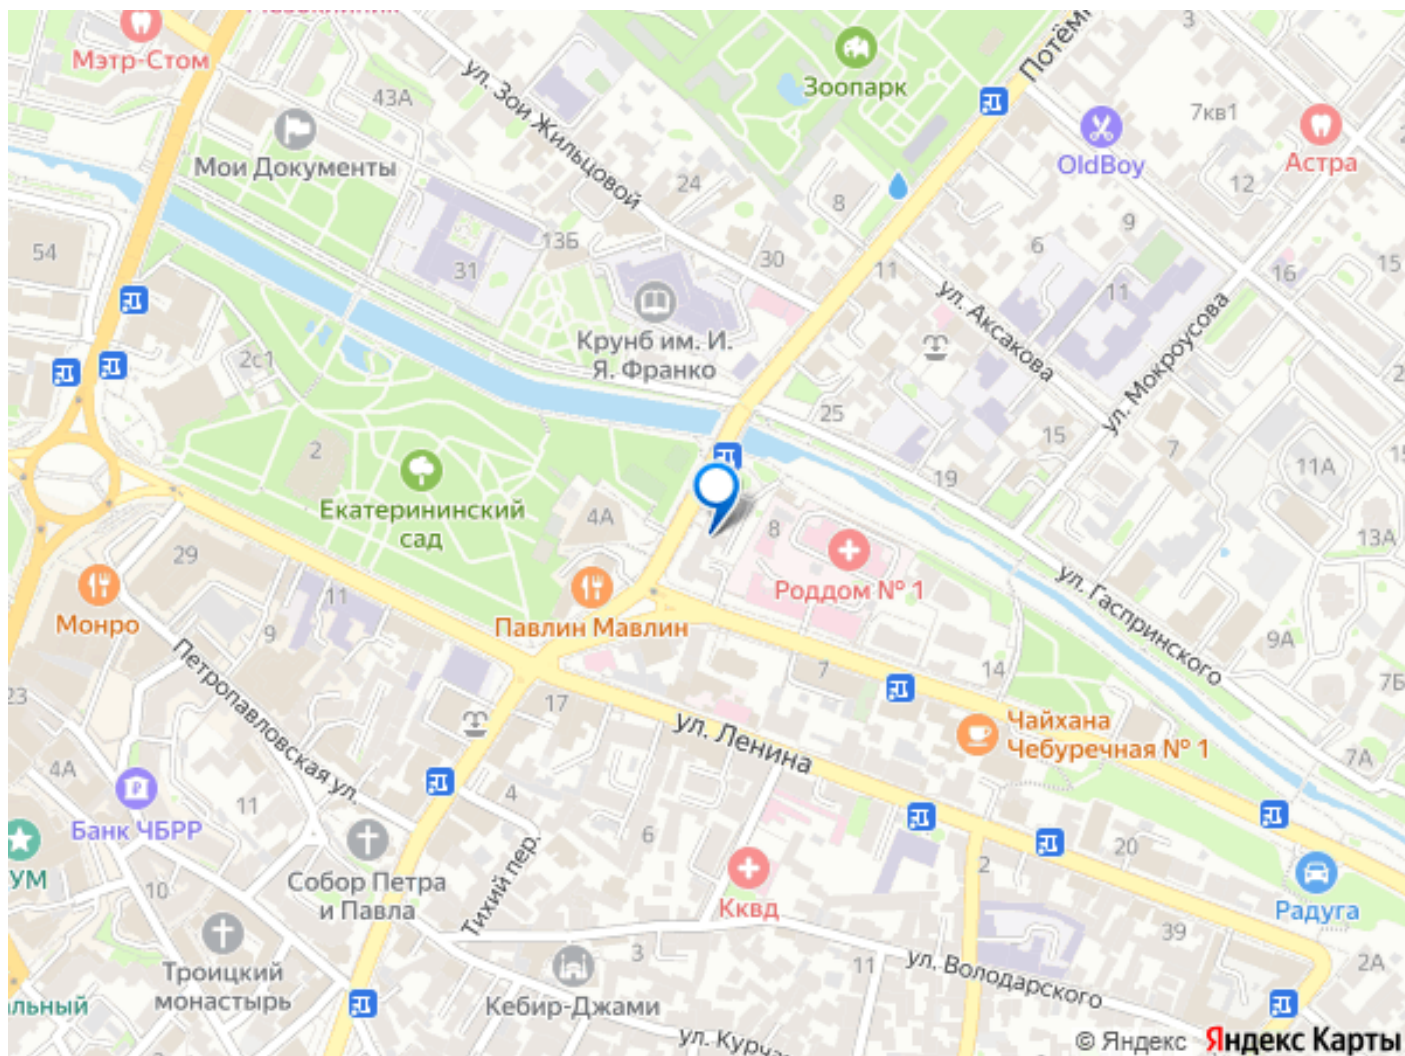 Мэтр-Стом
43А
Мои Документы
ул. Зои Жильцовой
Зоопарк
3
7кв1
OldBoy
Астра
12
24
8
9
6
54
13Б
31
30
11
11
16
15
ул. Аксакова
ул. Мокроусова
Крунб им. И.
Я. Франко
2с1
25
15
7
2
19
11А
Екатерининский
сад
4А
8
13А
29
Роддом № 1
ул. Гаспринского
Монро
11
9
Павлин Мавлин
9А
Петропавловская ул.
7
14
7Б
23
17
ул. Ленина
Чайхана
Чебуречная № 1
7А
4А
11
4
Банк ЧБРР
6
20
2
УМ
Собор Петра
и Павла
Тихий пер.
Кквд
Радуга
10
39
Троицкий
монастырь
3
11
ул. Володарского
2А
Кебир-Джами
© Яндекс Яндекс Карты